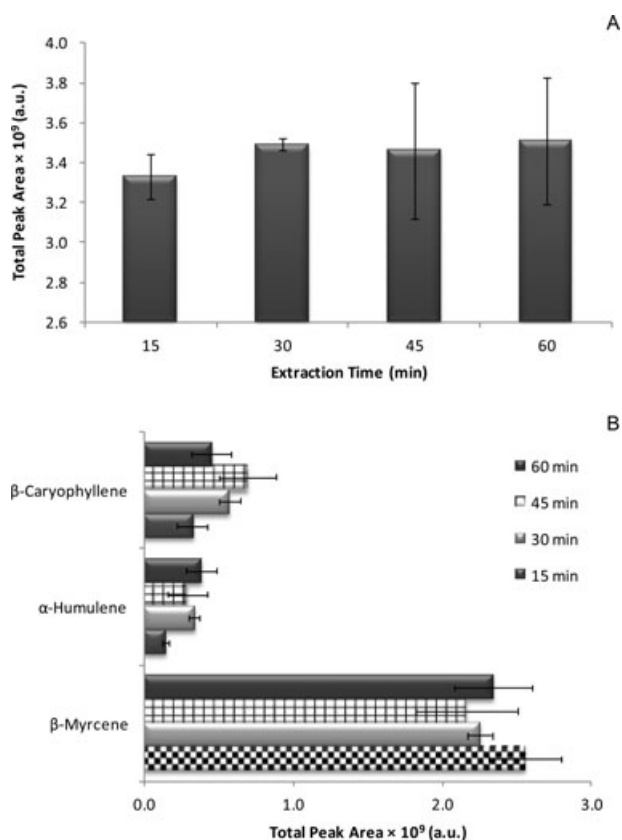 A
Total Peak Area × 10⁹ (a.u.)
4.0
3.8
3.6
3.4
3.2
3.0
2.8
2.6
15 30 45 60
Extraction Time (min)
B
β-Caryophyllene
α-Humulene
β-Myrcene
60 min
45 min
30 min
15 min
0.0 1.0 2.0 3.0
Total Peak Area × 10⁹ (a.u.)